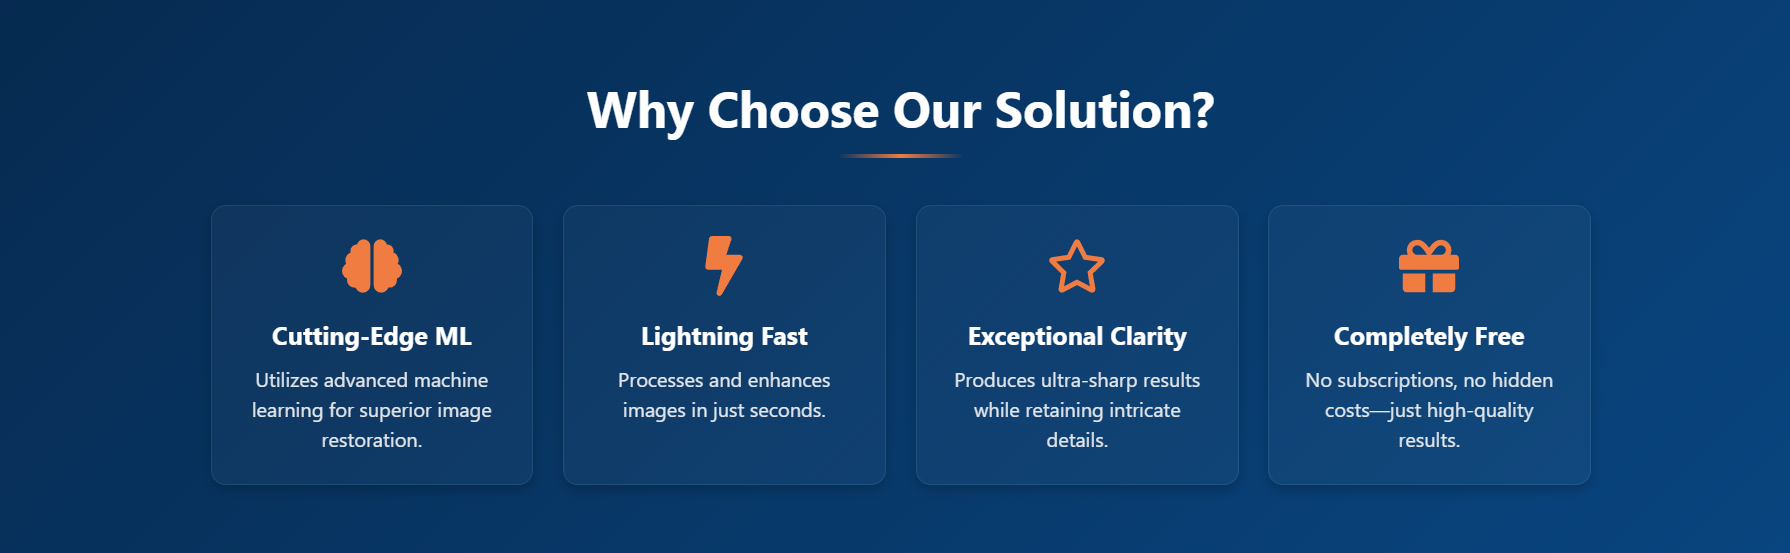 Why Choose Our Solution?
Cutting-Edge ML
Utilizes advanced machine
learning for superior image
restoration.
Lightning Fast
Processes and enhances
images in just seconds.
Exceptional Clarity
Produces ultra-sharp results
while retaining intricate
details.
Completely Free
No subscriptions, no hidden
costs—just high-quality
results.